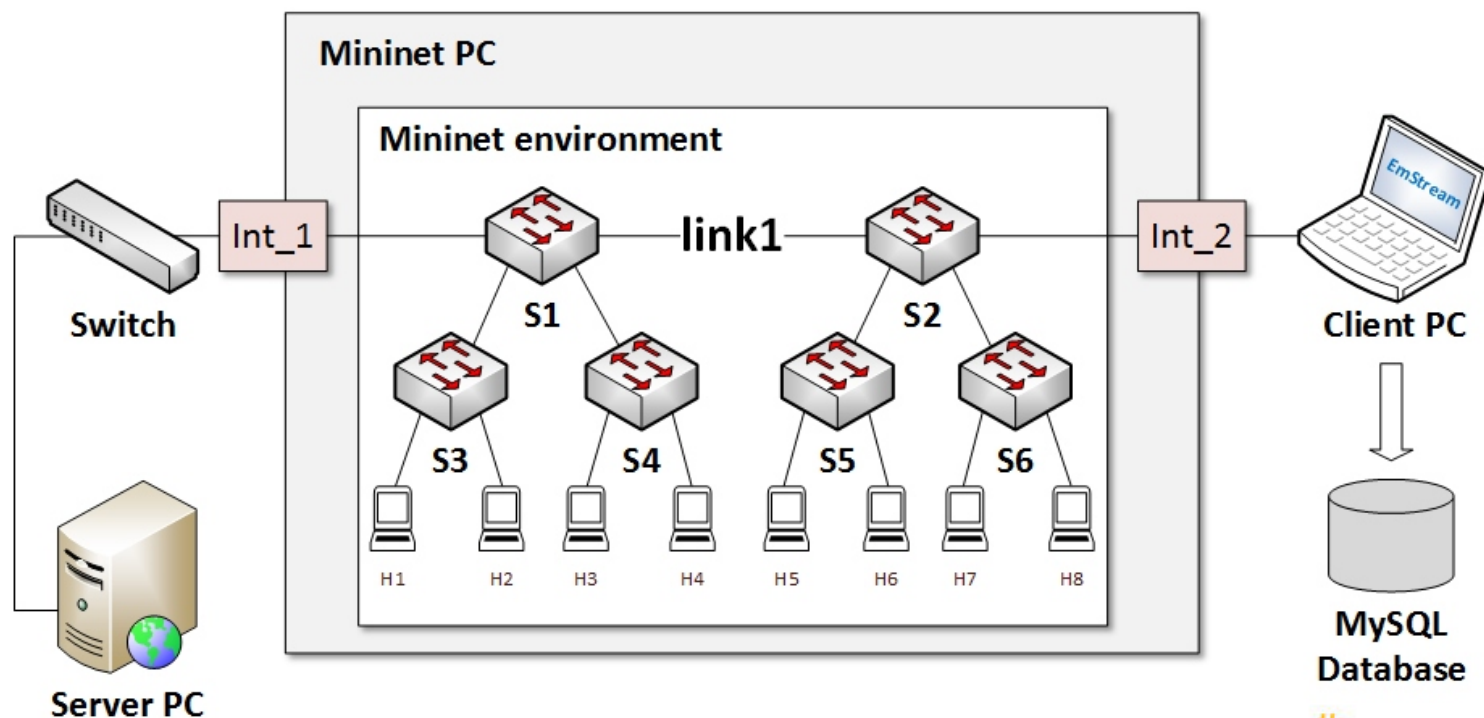 Mininet PC
Mininet environment
EmStream
Int_1
link1
Int_2
Switch
S1
S2
Client PC
S3
S4
S5
S6
H1
H2
H3
H4
H5
H6
H7
H8
MySQL
Database
Server PC